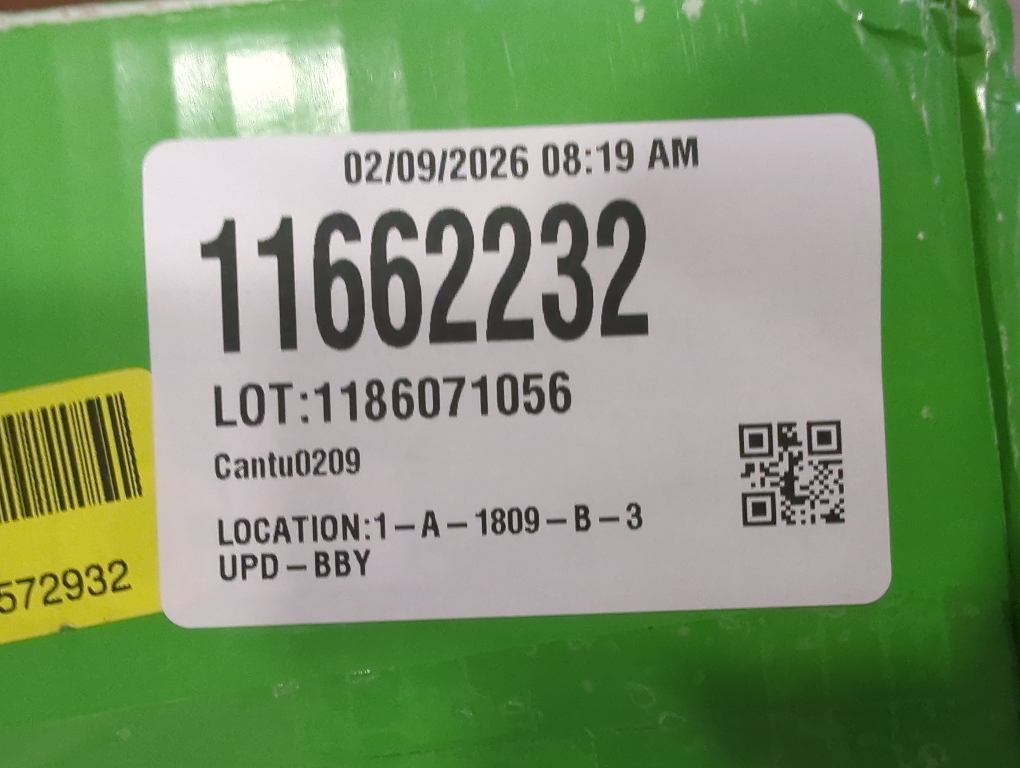 02/09/2026 08:19 AM
11662232
LOT:1186071056
Cantu0209
LOCATION:1-A-1809-B-3
UPD-BBY
572932